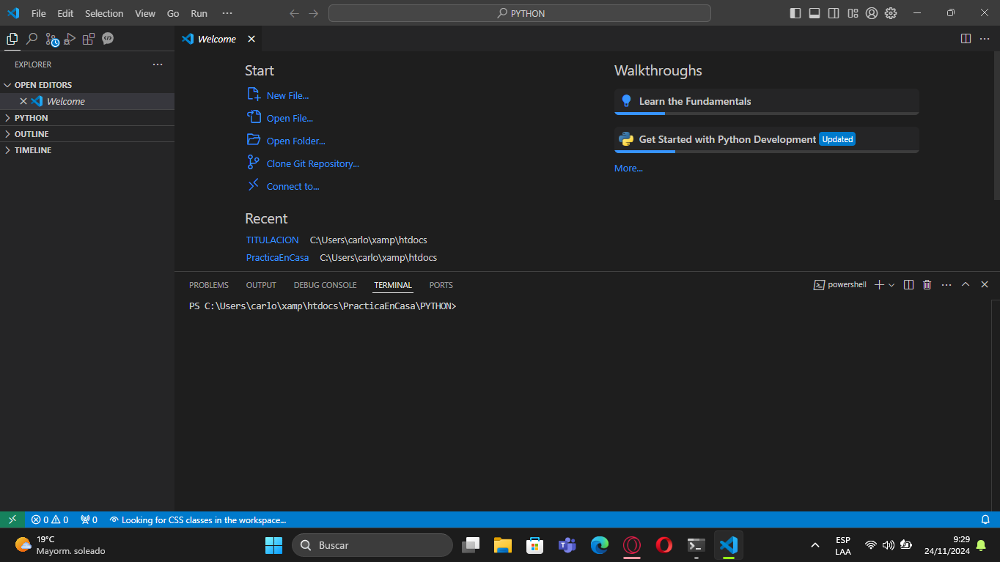 File Edit Selection View Go Run ···
PYTHON
Welcome
EXPLORER
OPEN EDITORS
Welcome
PYTHON
OUTLINE
TIMELINE
Start
New File...
Open File...
Open Folder...
Clone Git Repository...
Connect to...
Recent
TITULACION C:\Users\carlo\xamp\htdocs
PracticaEnCasa C:\Users\carlo\xamp\htdocs
Walkthroughs
Learn the Fundamentals
Get Started with Python Development Updated
More...
PROBLEMS OUTPUT DEBUG CONSOLE TERMINAL PORTS
powershell
PS C:\Users\carlo\xamp\htdocs\PracticaEnCasa\PYTHON>
0 0 0 Looking for CSS classes in the workspace...
19°C
Mayorm. soleado
Buscar
ESP
LAA
9:29
24/11/2024